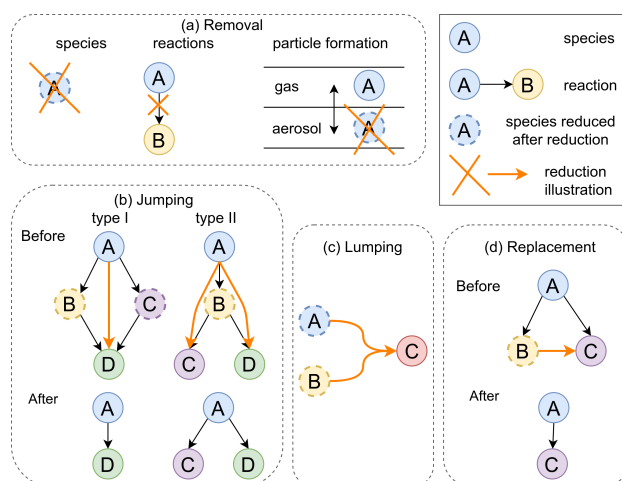 (a) Removal
species
reactions
particle formation
A
A
B
gas
A
aerosol
A
A
species
A
B
reaction
A
species reduced
after reduction
reduction
illustration
(b) Jumping
type I
type II
Before
A
B
C
D
A
B
C
D
After
A
D
A
C
D
(c) Lumping
A
B
C
(d) Replacement
Before
A
B
C
After
A
C